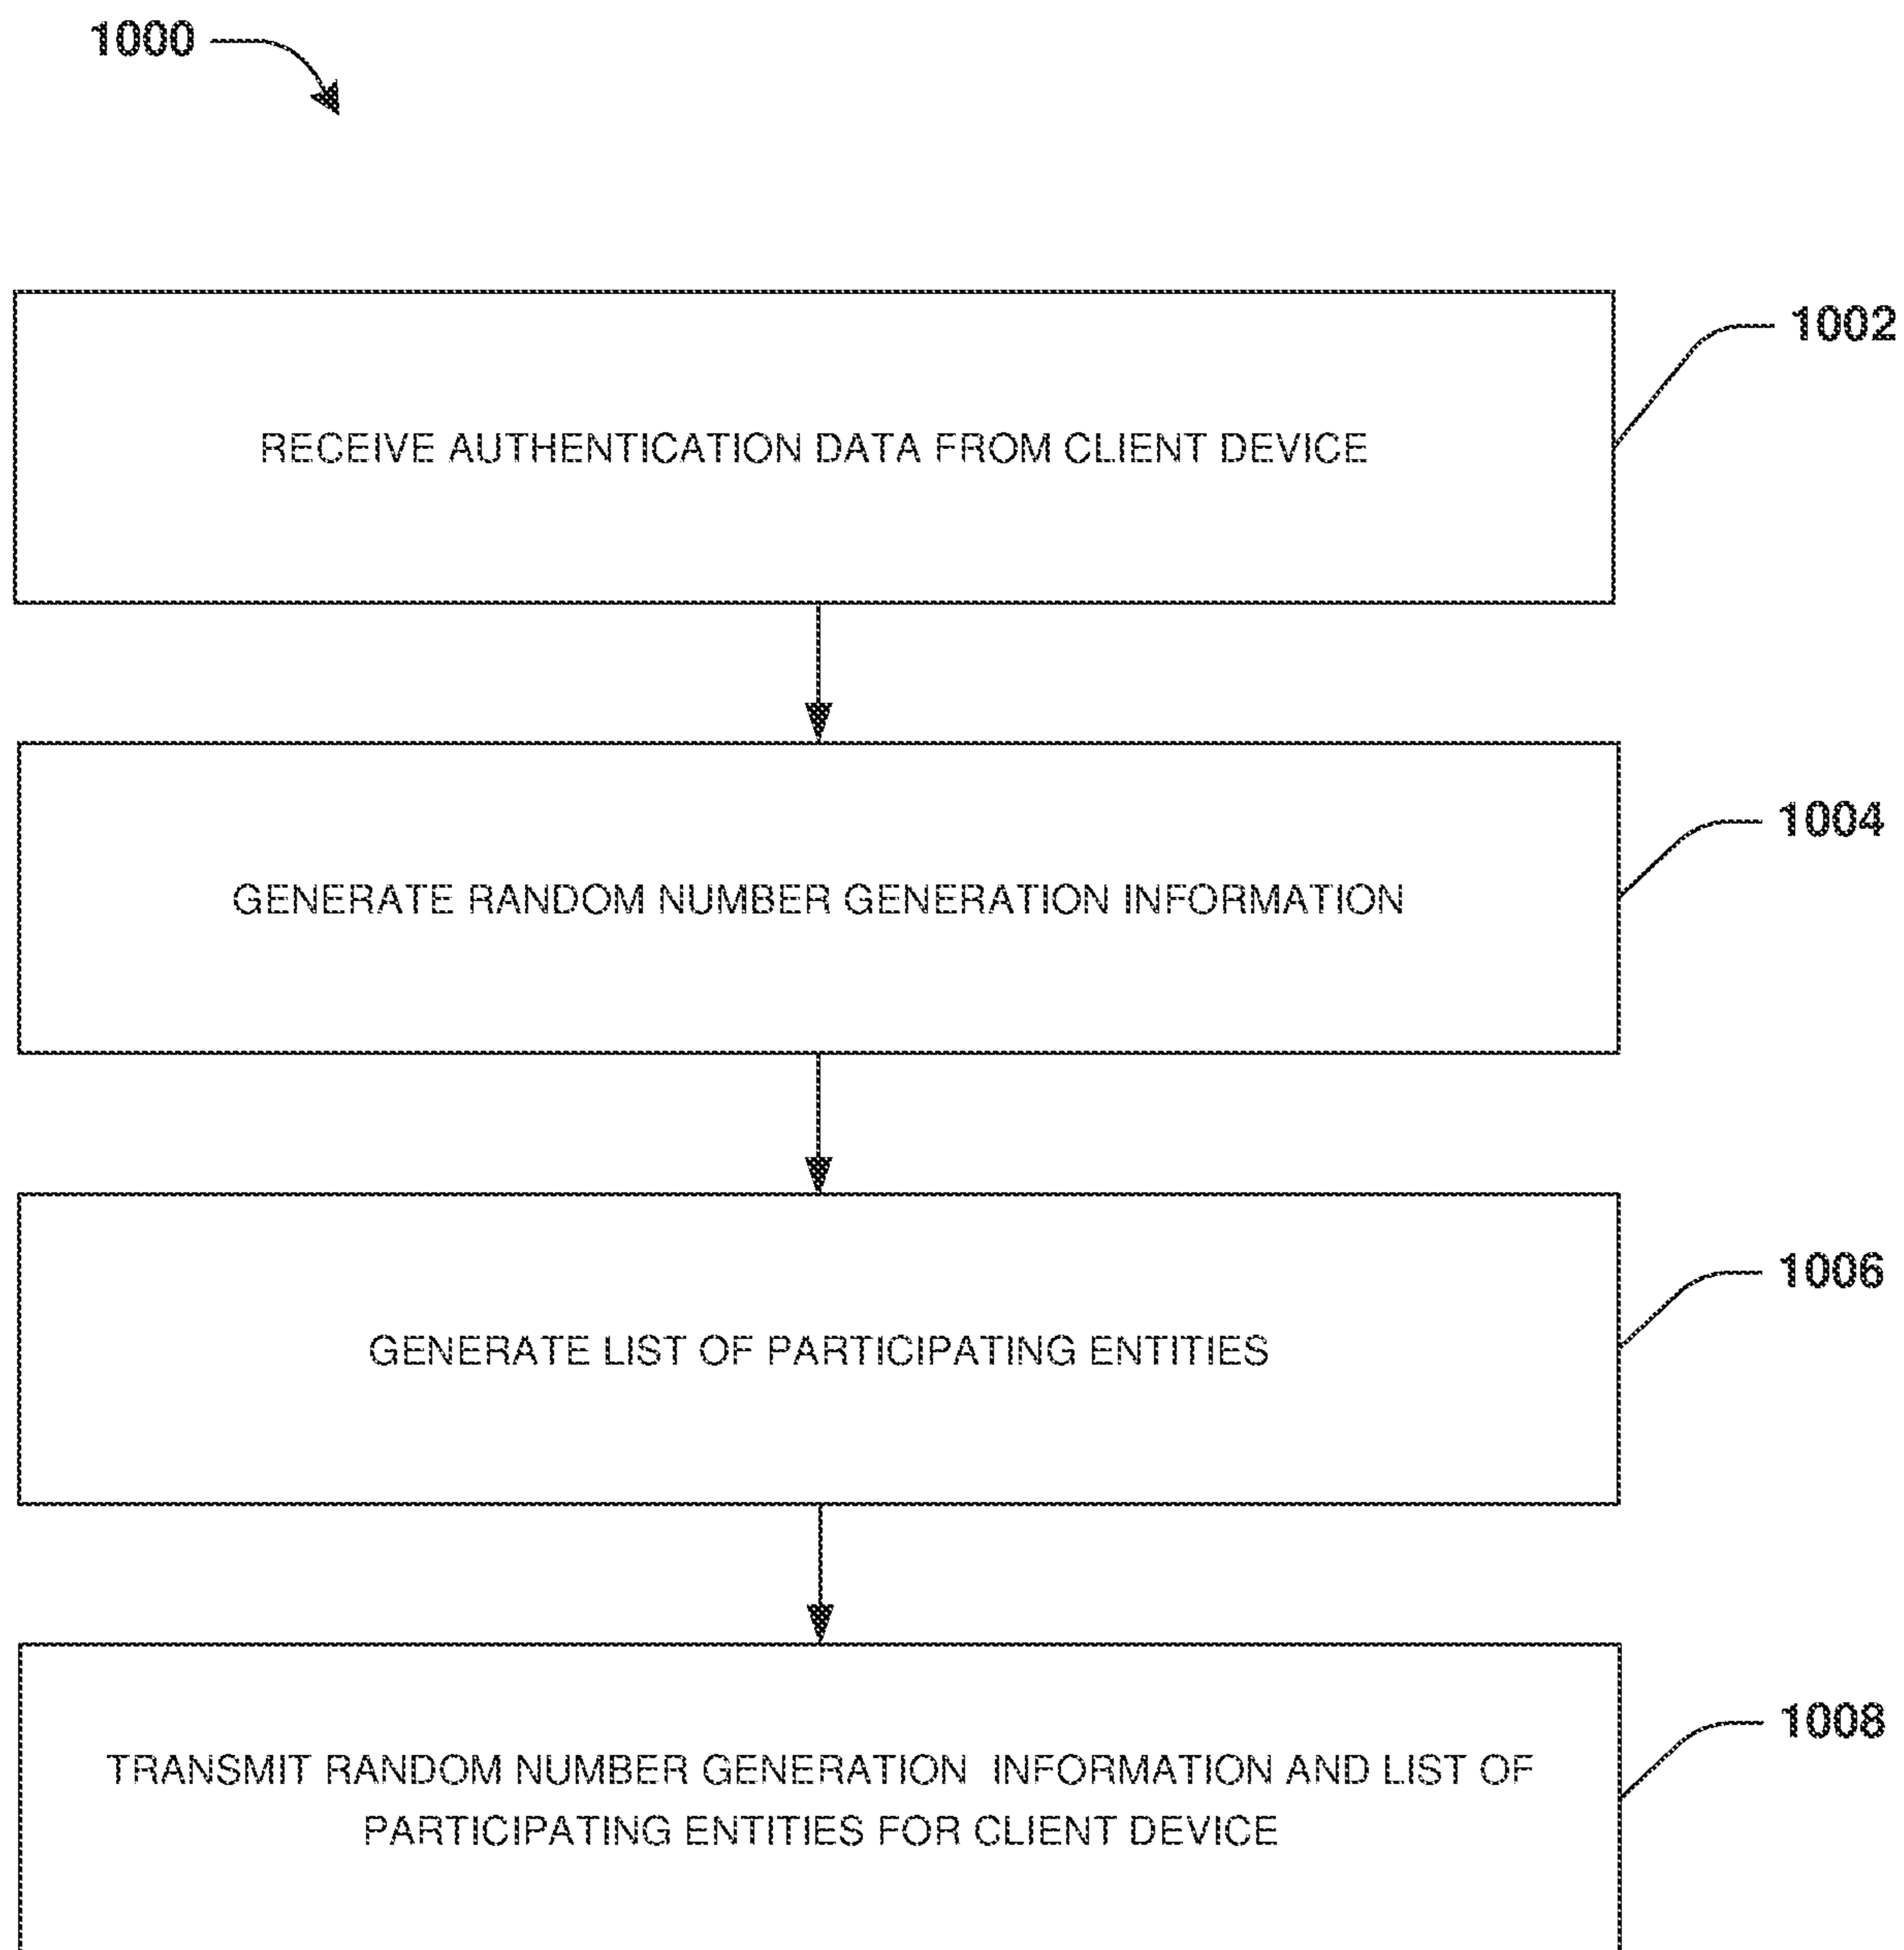 1000
1002
RECEIVE AUTHENTICATION DATA FROM CLIENT DEVICE
1004
GENERATE RANDOM NUMBER GENERATION INFORMATION
1006
GENERATE LIST OF PARTICIPATING ENTITIES
1008
TRANSMIT RANDOM NUMBER GENERATION INFORMATION AND LIST OF
PARTICIPATING ENTITIES FOR CLIENT DEVICE